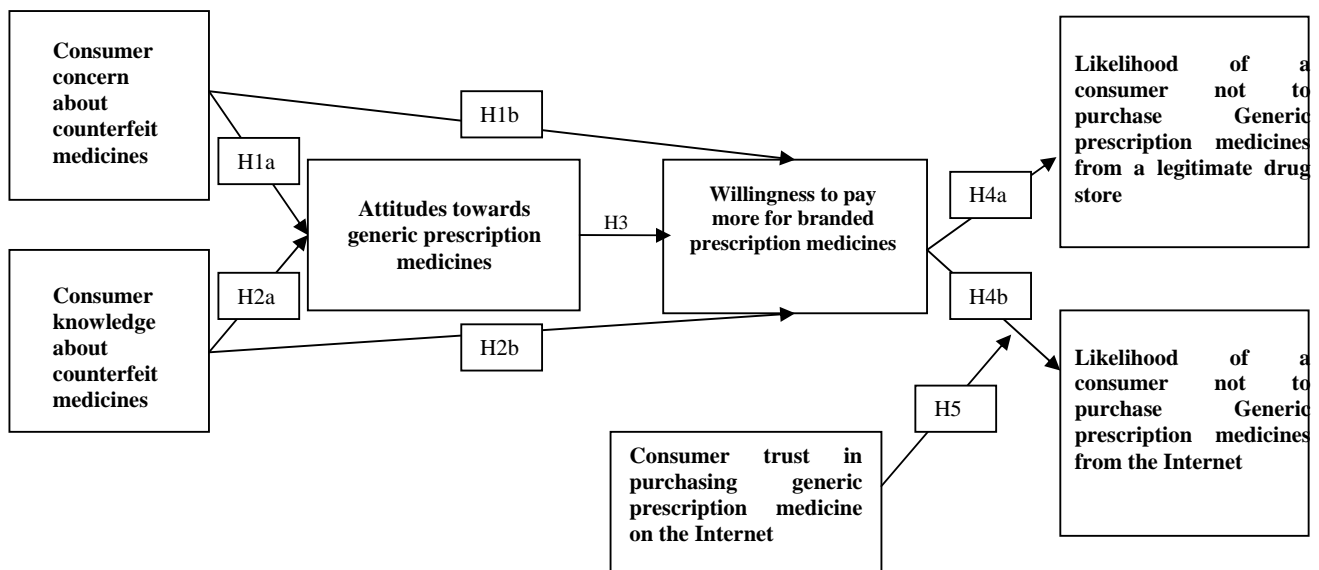 Consumer
concern
about
counterfeit
medicines
H1b
H1a
Attitudes towards
generic prescription
medicines
H3
Willingness to pay
more for branded
prescription medicines
H4a
Likelihood of a
consumer not to
purchase Generic
prescription medicines
from a legitimate drug
store
Consumer
knowledge
about
counterfeit
medicines
H2a
H2b
H4b
Likelihood of a
consumer not to
purchase Generic
prescription medicines
from the Internet
H5
Consumer trust in
purchasing generic
prescription medicine
on the Internet